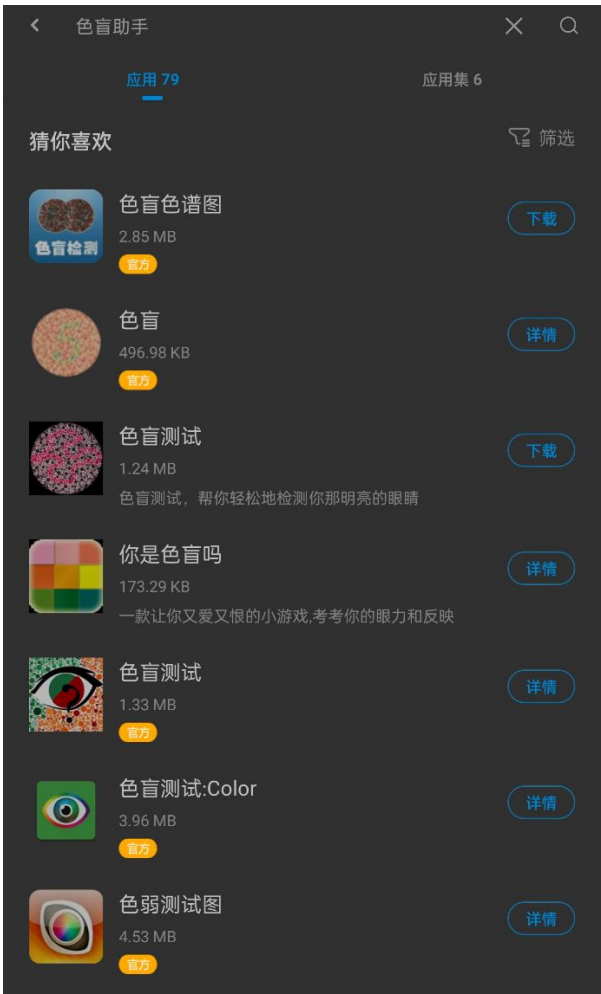 色盲助手
应用 79 应用集 6
猜你喜欢 筛选
色盲检测
色盲色谱图
2.85 MB
官方
下载
色盲
496.98 KB
官方
详情
色盲测试
1.24 MB
色盲测试，帮你轻松地检测你那明亮的眼睛
下载
你是色盲吗
173.29 KB
一款让你又爱又恨的小游戏,考考你的眼力和反映
详情
色盲测试
1.33 MB
官方
详情
色盲测试:Color
3.96 MB
官方
详情
色弱测试图
4.53 MB
官方
详情